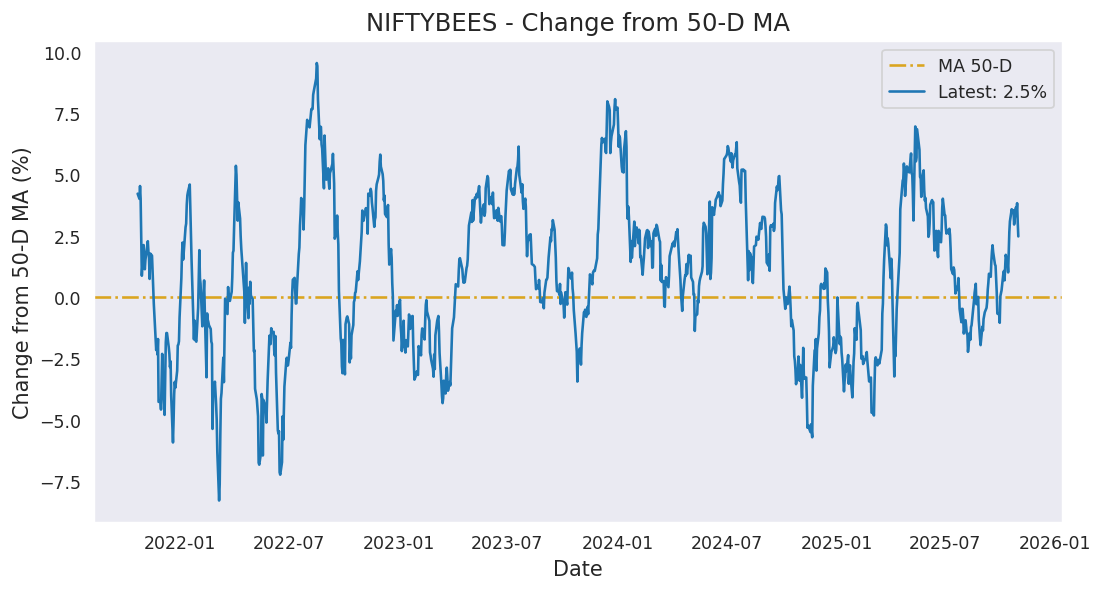 NIFTYBEES - Change from 50-D MA
MA 50-D
Latest: 2.5%
Change from 50-D MA (%)
10.0
7.5
5.0
2.5
0.0
−2.5
−5.0
−7.5
2022-01 2022-07 2023-01 2023-07 2024-01 2024-07 2025-01 2025-07 2026-01
Date